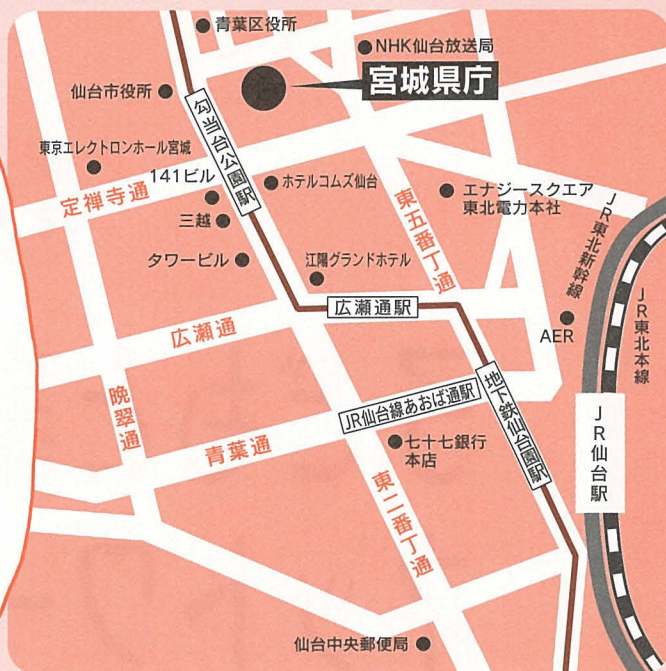 青葉区役所
NHK仙台放送局
仙台市役所
宮城県庁
勾当台公園駅
東京エレクトロンホール宮城
141ビル
ホテルコムズ仙台
エナジースクエア
東北電力本社
定禅寺通
三越
東五番丁通
JR東北新幹線
タワービル
江陽グランドホテル
JR東北本線
広瀬通駅
広瀬通
AER
晩翠通
JR仙台線あおば通駅
地下鉄仙台園駅
JR仙台駅
青葉通
七十七銀行
本店
東二番丁通
仙台中央郵便局